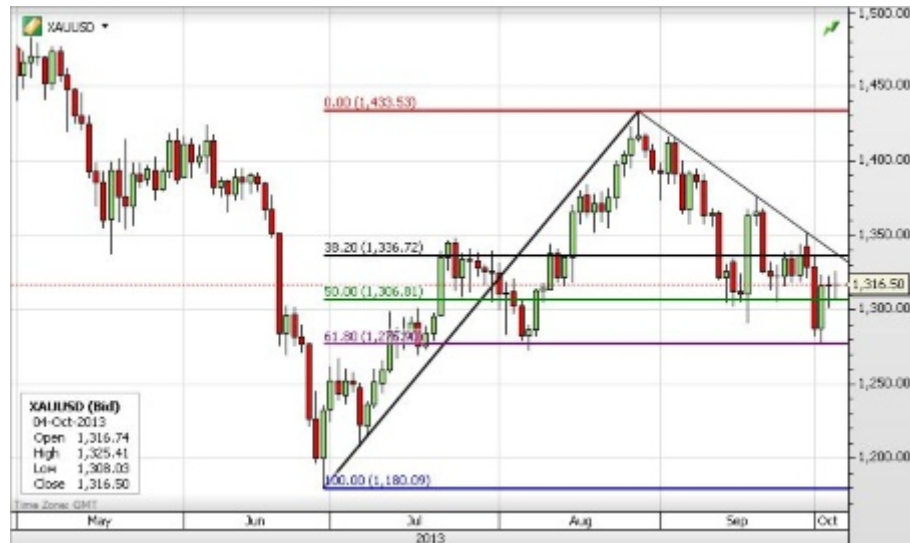 XAUUSD
1,500.00
1,450.00
1,400.00
1,350.00
1,316.50
1,300.00
1,250.00
1,200.00
0.00 (1,433.53)
38.20 (1,336.72)
50.00 (1,306.81)
61.80
100.00 (1,180.09)
XAUUSD (Bid)
04-Oct-2013
Open 1,316.74
High 1,325.41
Low 1,308.03
Close 1,316.50
Time Zone: GMT
May Jun Jul Aug Sep Oct
2013